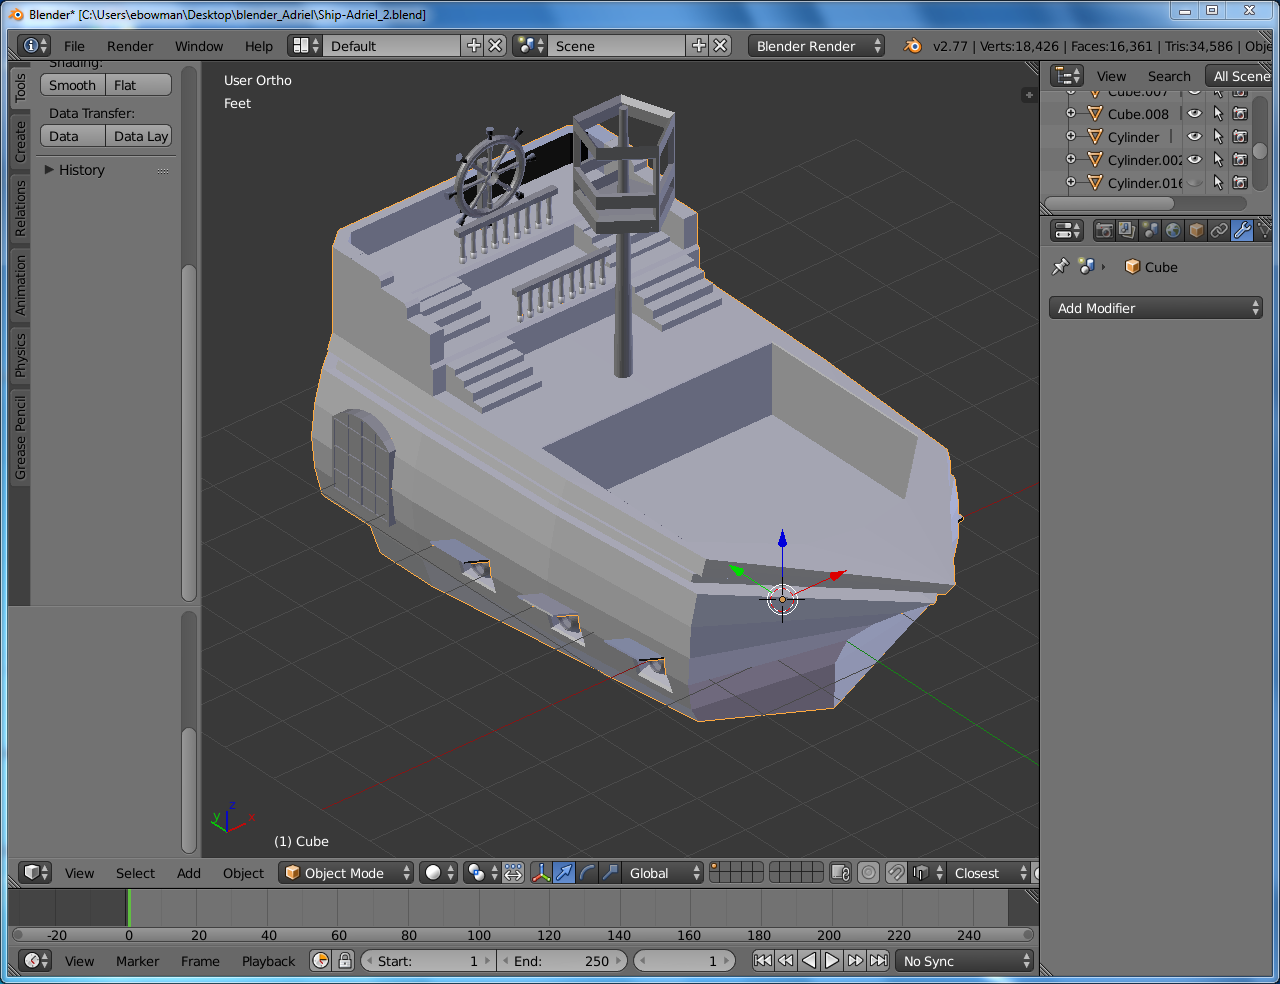 Blender* [C:\Users\ebowman\Desktop\blender_Adriel\Ship-Adriel_2.blend]
File Render Window Help Default Scene Blender Render v2.77 | Verts:18,426 | Faces:16,361 | Tris:34,586 | Obje
Shading:
Smooth Flat
Data Transfer:
Data Data Lay
History
Tools
Create
Relations
Animation
Physics
Grease Pencil
User Ortho
Feet
(1) Cube
z
y
x
View Search All Scene
Cube.007
Cube.008
Cylinder
Cylinder.002
Cylinder.016
Cube
Add Modifier
View Select Add Object Object Mode Global Closest
-20 0 20 40 60 80 100 120 140 160 180 200 220 240
View Marker Frame Playback Start: 1 End: 250 1 No Sync